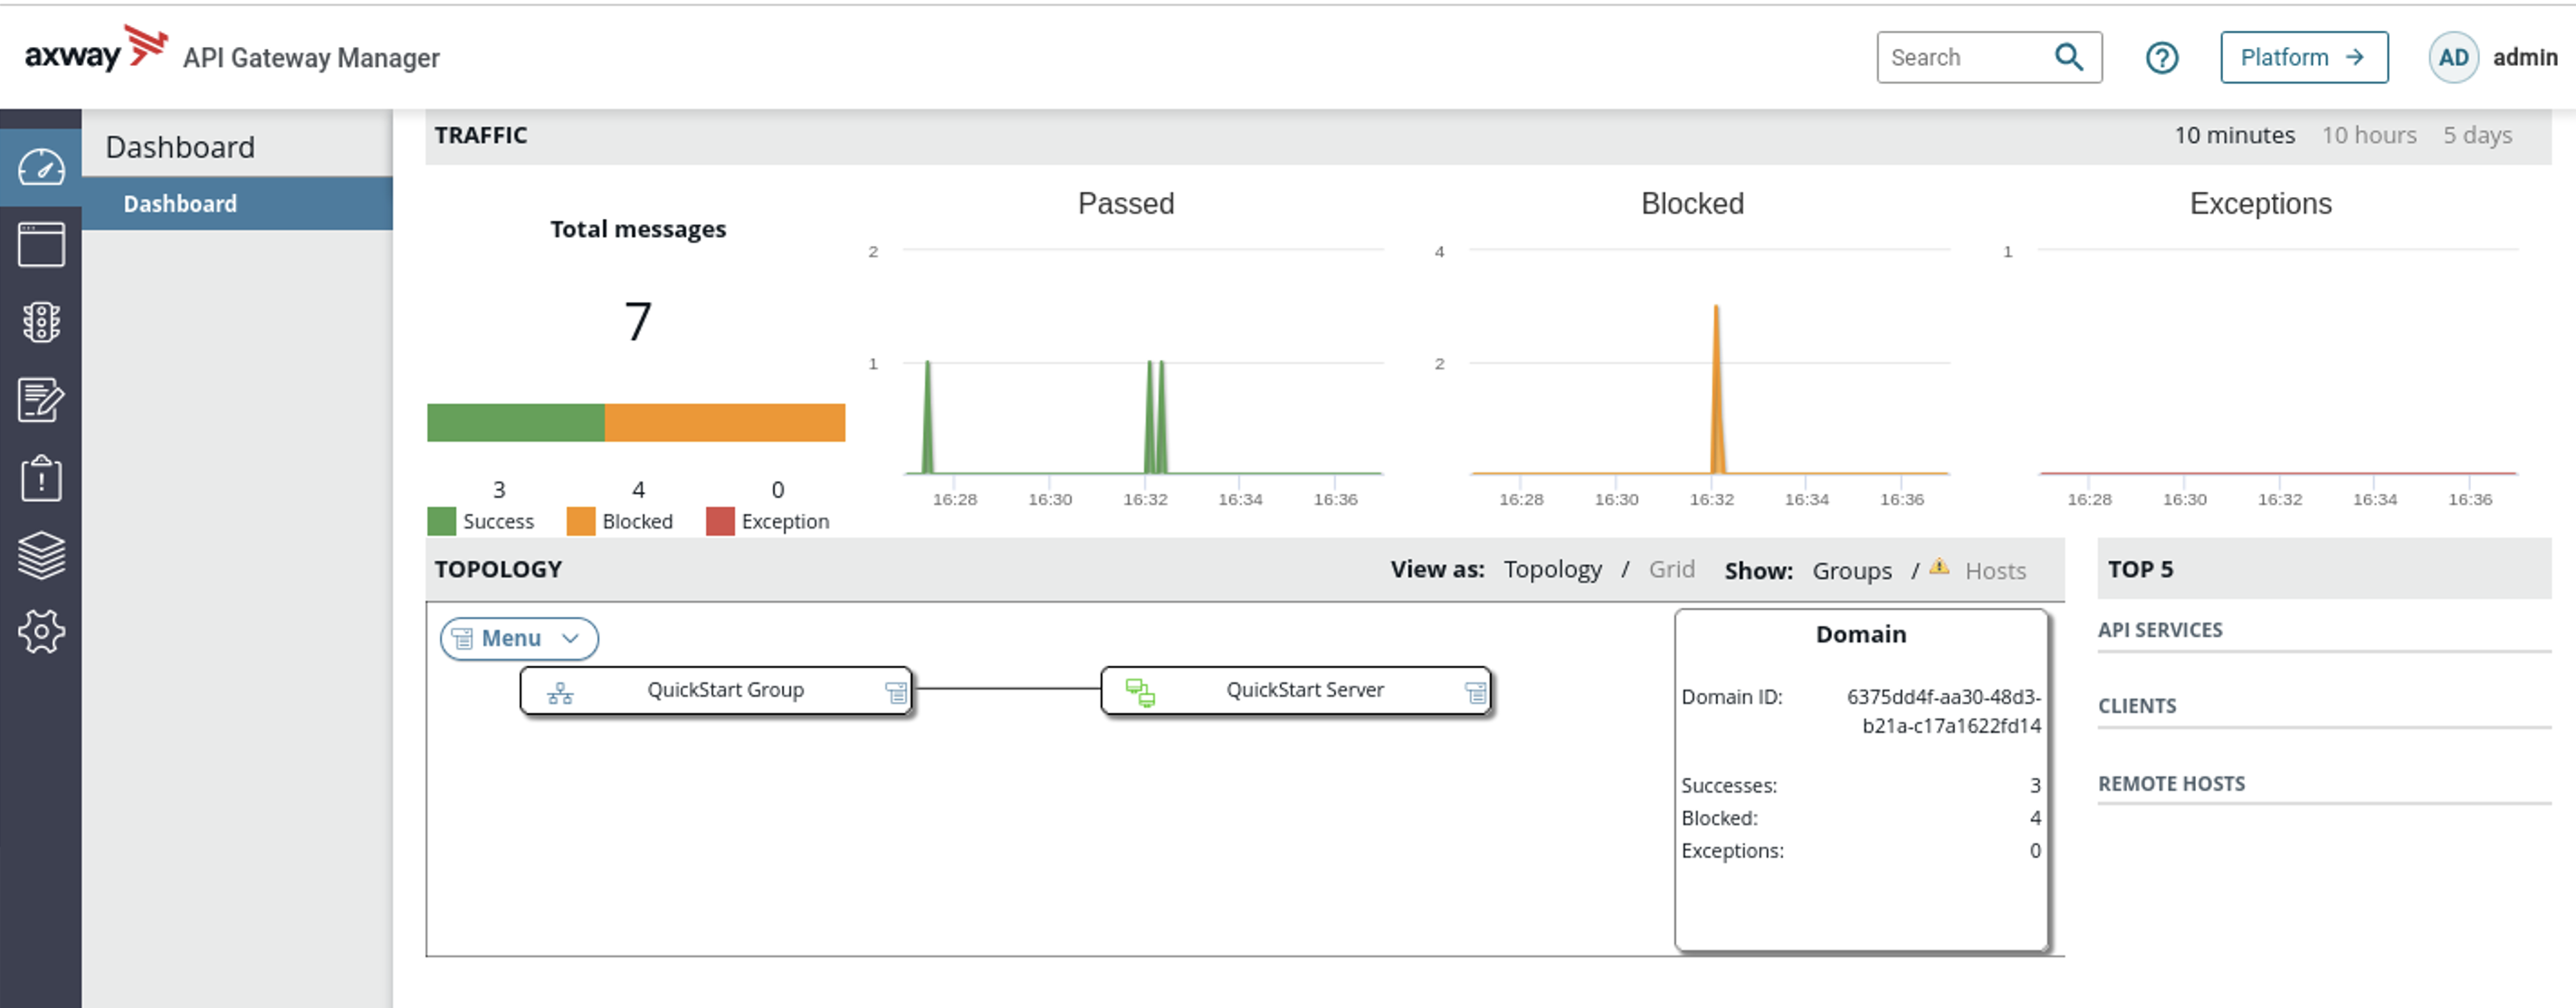 axway API Gateway Manager
Search
Platform →
AD admin
Dashboard
Dashboard
TRAFFIC
10 minutes 10 hours 5 days
Total messages
7
3 4 0
Success Blocked Exception
Passed
2
1
16:28 16:30 16:32 16:34 16:36
Blocked
4
2
16:28 16:30 16:32 16:34 16:36
Exceptions
1
16:28 16:30 16:32 16:34 16:36
TOPOLOGY
View as: Topology / Grid Show: Groups / Hosts
Menu
QuickStart Group
QuickStart Server
Domain
Domain ID: 6375dd4f-aa30-48d3-
b21a-c17a1622fd14
Successes: 3
Blocked: 4
Exceptions: 0
TOP 5
API SERVICES
CLIENTS
REMOTE HOSTS